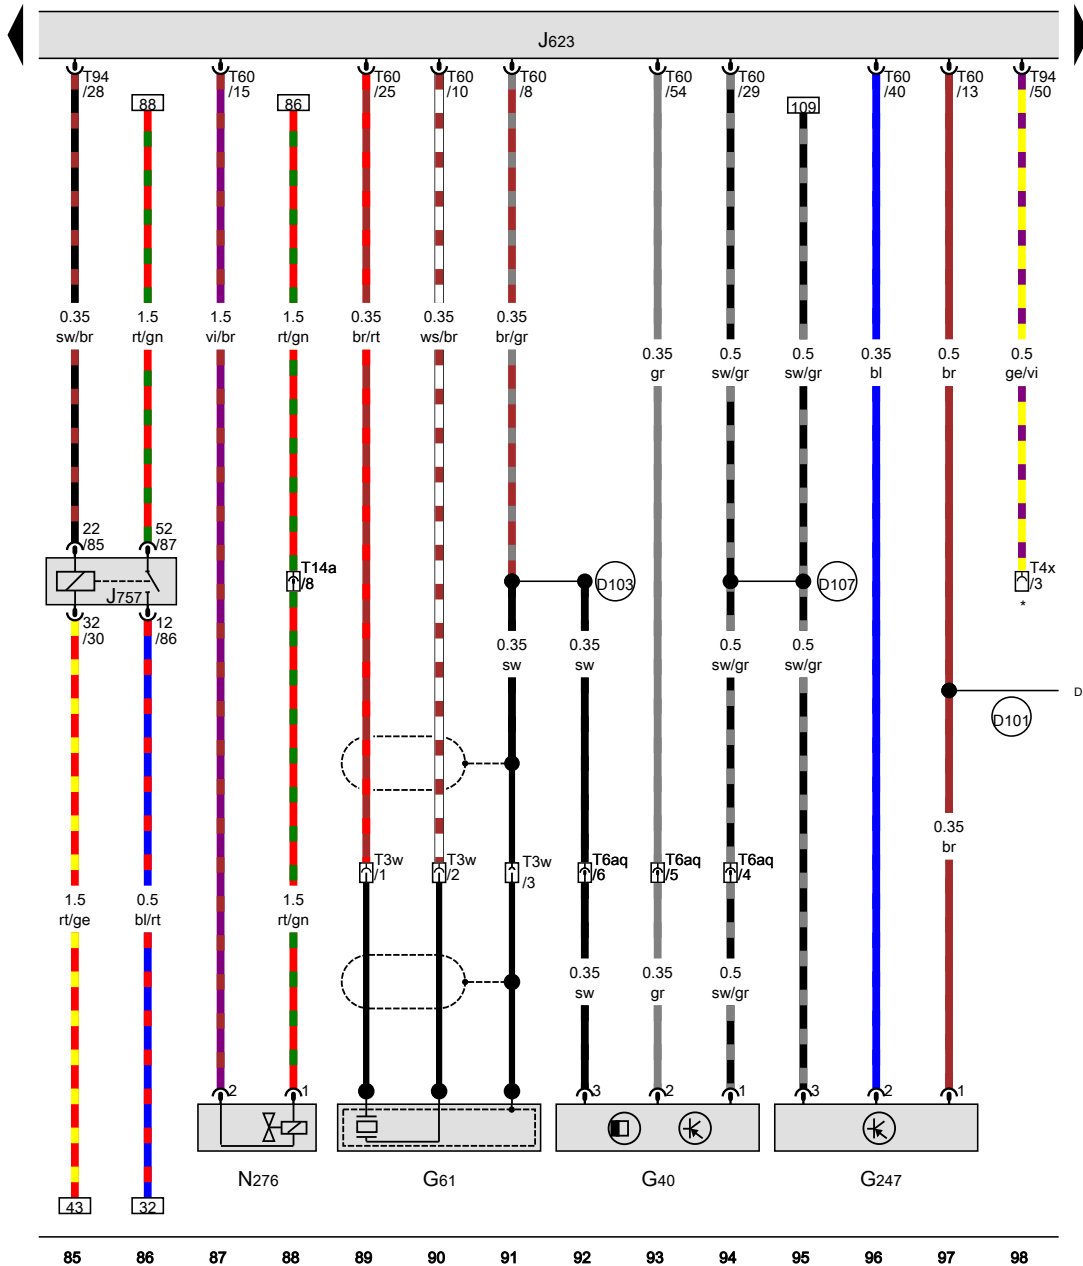 J623
T94 T60 T60 T60 T60 T60 T60 T60 T60 T94
/28 /15 /25 /10 /8 /54 /29 /40 /13 /50
88 86 109
0.35 1.5 1.5 1.5 0.35 0.35 0.35
sw/br rt/gn vi/br rt/gn br/rt ws/br br/gr
0.35 0.5 0.5 0.35 0.5 0.5
gr sw/gr sw/gr bl br ge/vi
22 52
/85 /87
T14a T4x
/8 /3
D103 D107
J757
*
32 12
/30 /86
0.35 0.35 0.5 0.5
sw sw sw/gr sw/gr
D
D101
0.35
br
T3w T3w T3w T6aq T6aq T6aq
/1 /2 /3 /6 /5 /4
1.5 0.5 1.5
rt/ge bl/rt rt/gn
0.35 0.35 0.5
sw gr sw/gr
2 1 3 2 1 3 2 1
N276 G61 G40 G247
43 32
85 86 87 88 89 90 91 92 93 94 95 96 97 98